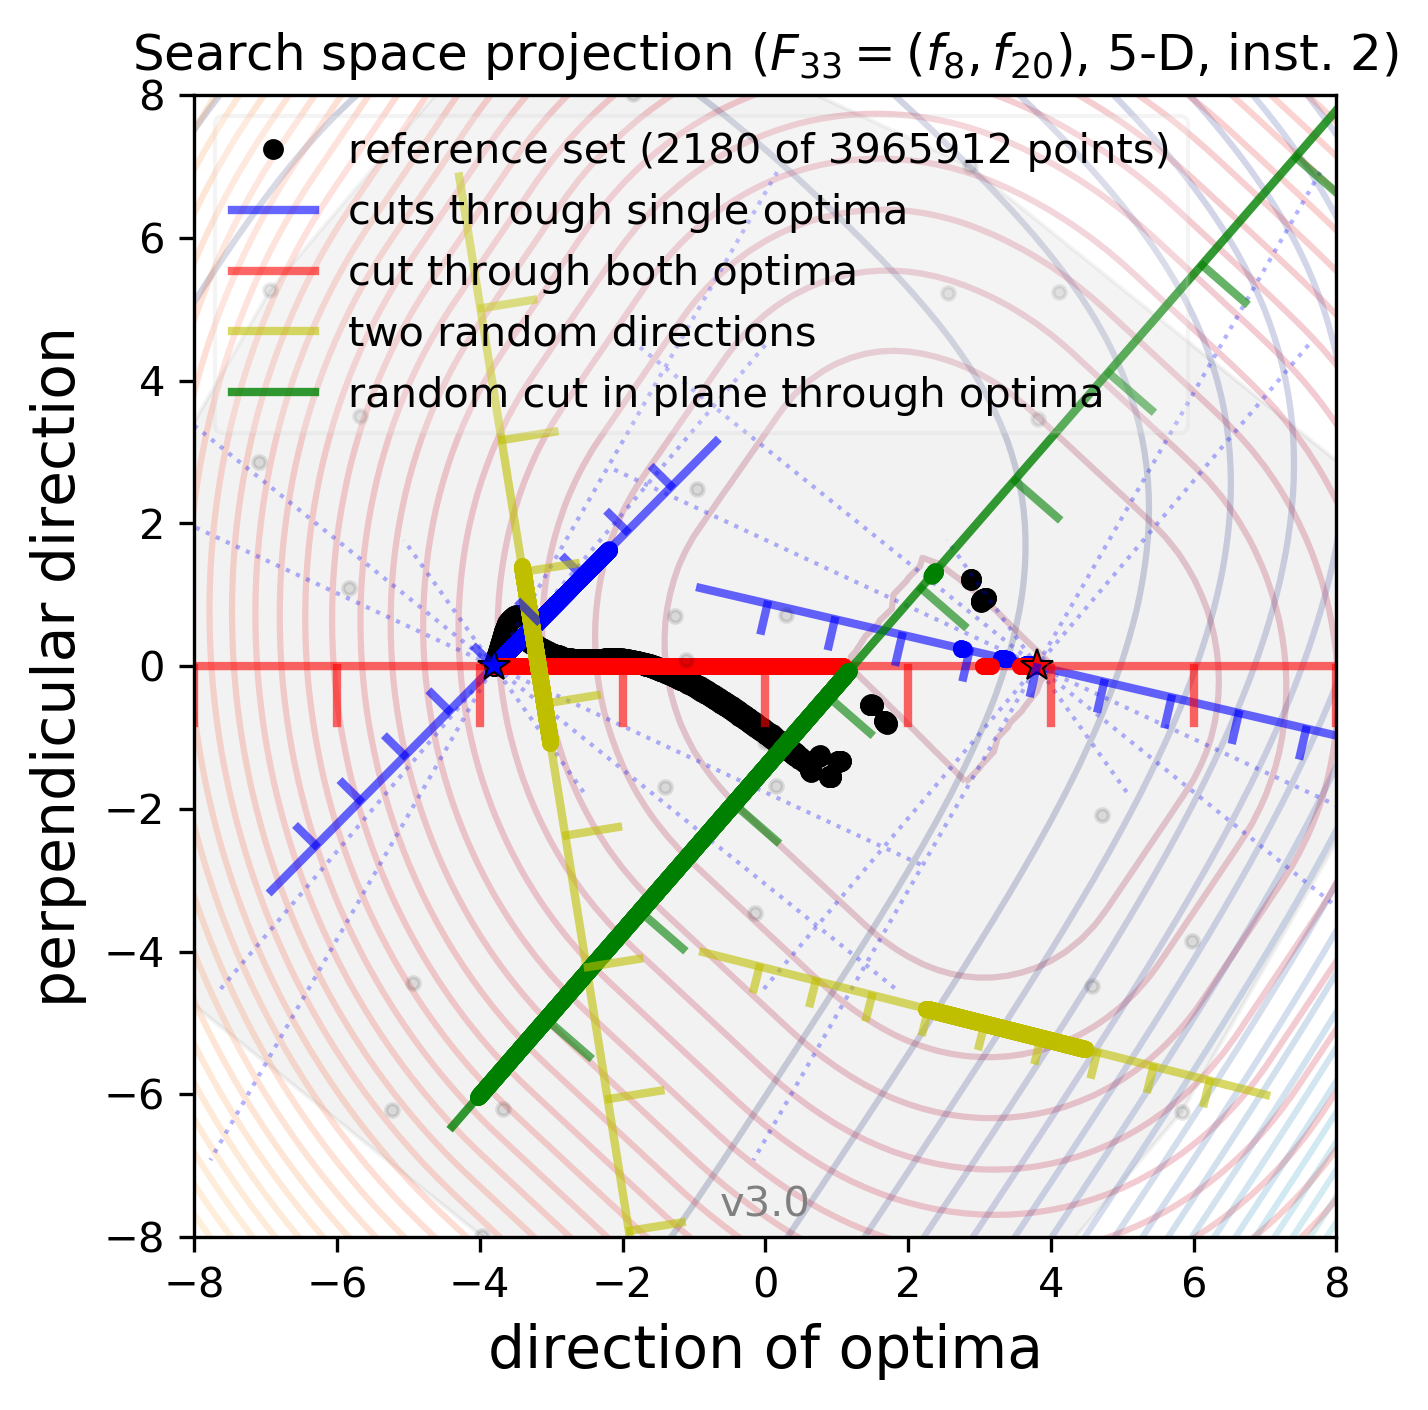 Search space projection (F₃₃ = (f₈, f₂₀), 5-D, inst. 2)
reference set (2180 of 3965912 points)
cuts through single optima
cut through both optima
two random directions
random cut in plane through optima
perpendicular direction
8
6
4
2
0
−2
−4
−6
−8
v3.0
−8 −6 −4 −2 0 2 4 6 8
direction of optima